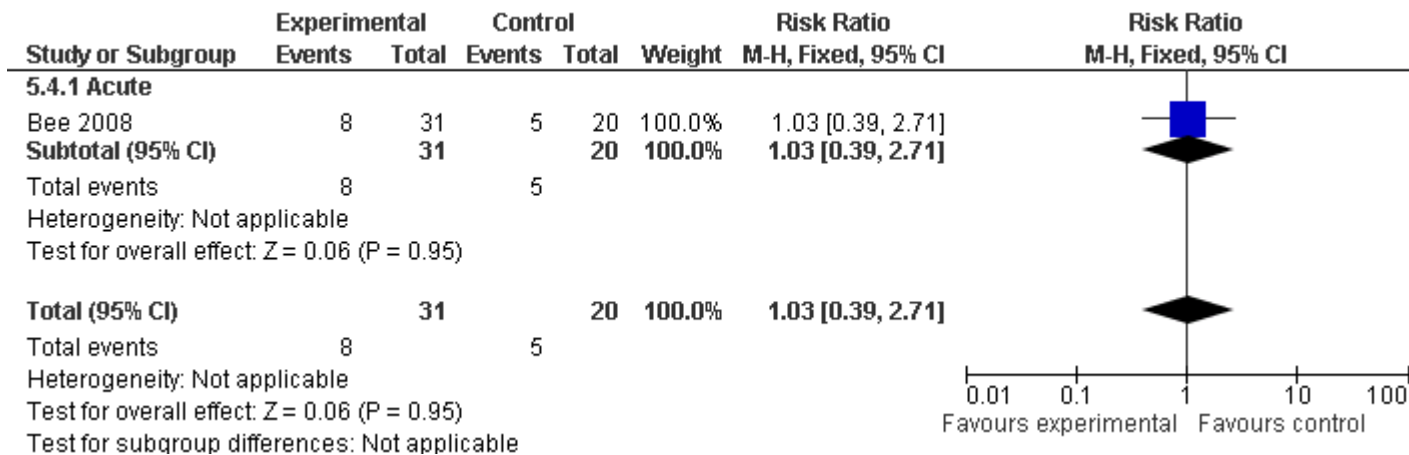 Experimental Control Risk Ratio Risk Ratio
Study or Subgroup Events Total Events Total Weight M-H, Fixed, 95% CI M-H, Fixed, 95% CI
5.4.1 Acute
Bee 2008 8 31 5 20 100.0% 1.03 [0.39, 2.71]
Subtotal (95% CI) 31 20 100.0% 1.03 [0.39, 2.71]
Total events 8 5
Heterogeneity: Not applicable
Test for overall effect: Z = 0.06 (P = 0.95)
Total (95% CI) 31 20 100.0% 1.03 [0.39, 2.71]
Total events 8 5
Heterogeneity: Not applicable
Test for overall effect: Z = 0.06 (P = 0.95)
Test for subgroup differences: Not applicable
0.01 0.1 1 10 100
Favours experimental Favours control